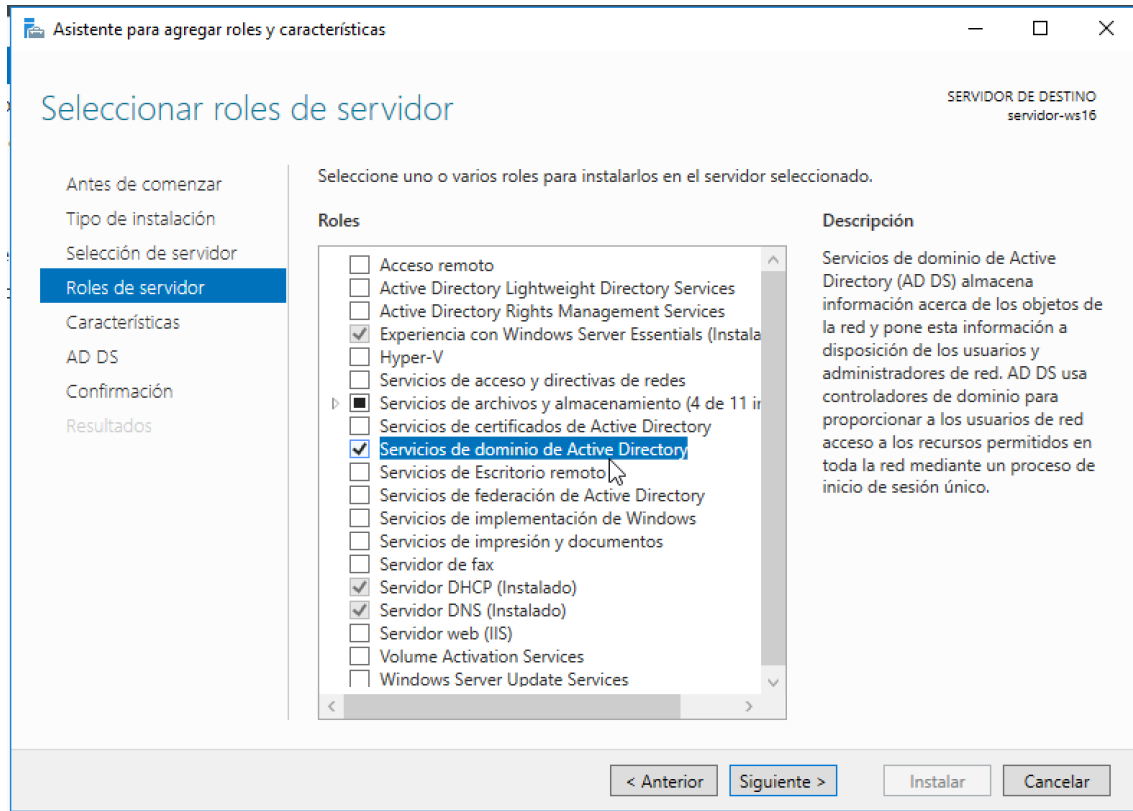 Asistente para agregar roles y características
Seleccionar roles de servidor
SERVIDOR DE DESTINO
servidor-ws16
Antes de comenzar
Tipo de instalación
Selección de servidor
Roles de servidor
Características
AD DS
Confirmación
Resultados
Seleccione uno o varios roles para instalarlos en el servidor seleccionado.
Roles
Acceso remoto
Active Directory Lightweight Directory Services
Active Directory Rights Management Services
Experiencia con Windows Server Essentials (Instala
Hyper-V
Servicios de acceso y directivas de redes
Servicios de archivos y almacenamiento (4 de 11 ir
Servicios de certificados de Active Directory
Servicios de dominio de Active Directory
Servicios de Escritorio remoto
Servicios de federación de Active Directory
Servicios de implementación de Windows
Servicios de impresión y documentos
Servidor de fax
Servidor DHCP (Instalado)
Servidor DNS (Instalado)
Servidor web (IIS)
Volume Activation Services
Windows Server Update Services
Descripción
Servicios de dominio de Active
Directory (AD DS) almacena
información acerca de los objetos de
la red y pone esta información a
disposición de los usuarios y
administradores de red. AD DS usa
controladores de dominio para
proporcionar a los usuarios de red
acceso a los recursos permitidos en
toda la red mediante un proceso de
inicio de sesión único.
< Anterior
Siguiente >
Instalar
Cancelar